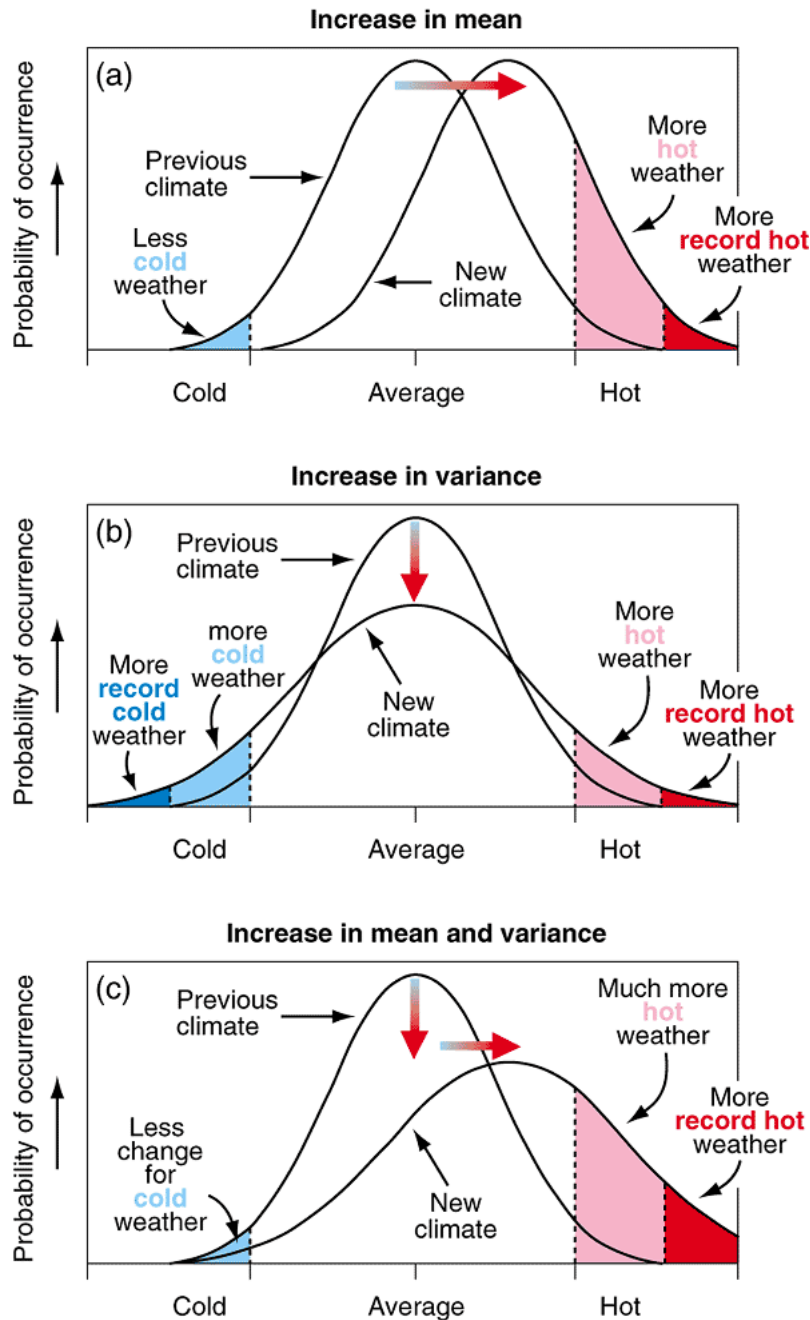 Increase in mean
(a)
Probability of occurrence
Previous
climate
Less
cold
weather
New
climate
More
hot
weather
More
record hot
weather
Cold
Average
Hot
Increase in variance
(b)
Probability of occurrence
Previous
climate
More
record
cold
weather
more
cold
weather
New
climate
More
hot
weather
More
record hot
weather
Cold
Average
Hot
Increase in mean and variance
(c)
Probability of occurrence
Previous
climate
Less
change
for
cold
weather
New
climate
Much more
hot
weather
More
record hot
weather
Cold
Average
Hot